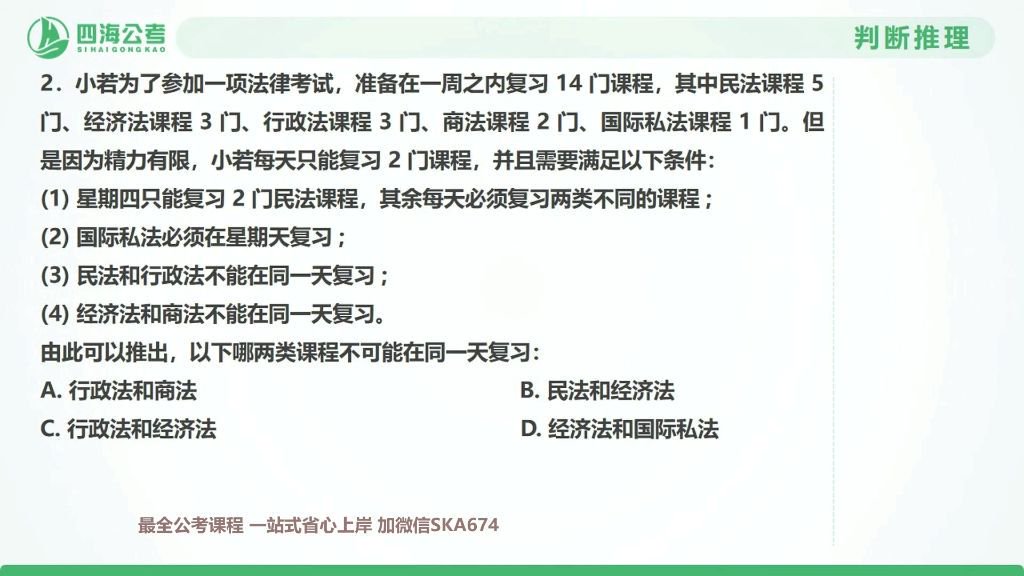 四海公考
SIHAIGONGKAO
判断推理
2. 小若为了参加一项法律考试，准备在一周之内复习 14 门课程，其中民法课程 5
门、经济法课程 3 门、行政法课程 3 门、商法课程 2 门、国际私法课程 1 门。但
是因为精力有限，小若每天只能复习 2 门课程，并且需要满足以下条件：
(1) 星期四只能复习 2 门民法课程，其余每天必须复习两类不同的课程；
(2) 国际私法必须在星期天复习；
(3) 民法和行政法不能在同一天复习；
(4) 经济法和商法不能在同一天复习。
由此可以推出，以下哪两类课程不可能在同一天复习：
A. 行政法和商法 B. 民法和经济法
C. 行政法和经济法 D. 经济法和国际私法
最全公考课程 一站式省心上岸 加微信SKA674